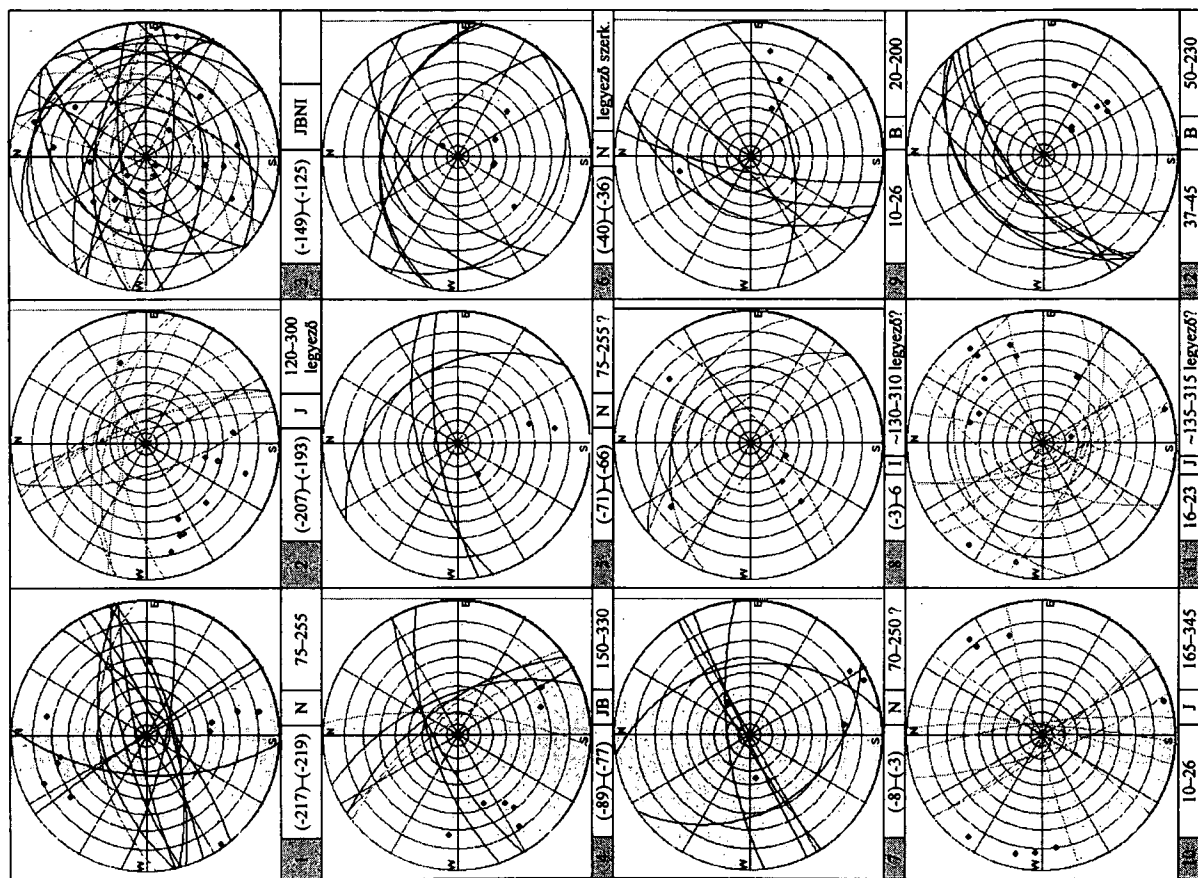 N
W E
S
1 (-217)–(-219) N 75–255
N
W E
S
2 (-207)–(-193) J 120–300 legyező
N
W E
S
3 (-149)–(-125) JBNI
N
W E
S
4 (-89)–(-77) JB 150–330
N
W E
S
5 (-71)–(-66) N 75–255 ?
N
W E
S
6 (-40)–(-36) N legyező szerk.
N
W E
S
7 (-8)–(-3) N 70–250 ?
N
W E
S
8 (-3)–6 I ~130–310 legyező?
N
W E
S
9 10–26 B 20–200
N
W E
S
10 10–26 J 165–345
N
W E
S
11 16–23 JI ~135–315 legyező?
N
W E
S
12 37–45 B 50–230